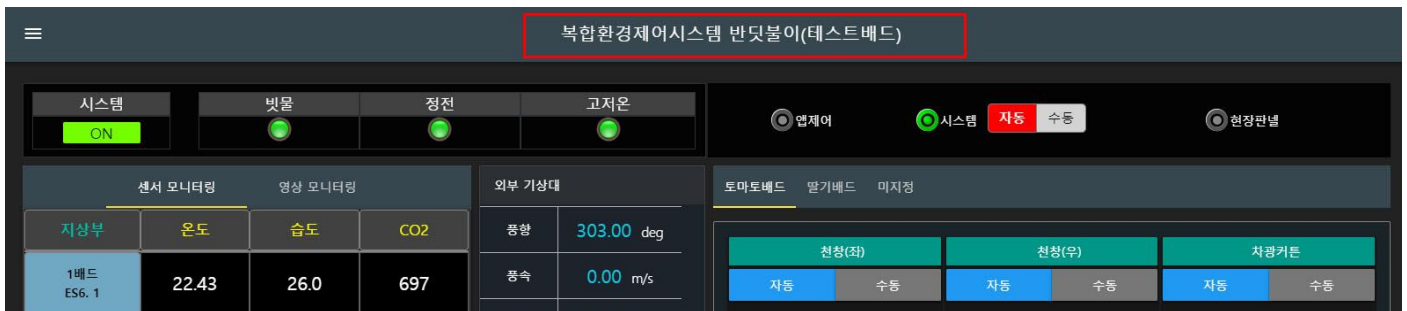 복합환경제어시스템 반딧불이(테스트배드)
시스템 빗물 정전 고저온
ON
앱제어 시스템 자동 수동 현장판넬
센서 모니터링 영상 모니터링
지상부 온도 습도 CO2
1배드
ES6. 1
22.43 26.0 697
외부 기상대
풍향 303.00 deg
풍속 0.00 m/s
토마토배드 딸기배드 미지정
천창(좌) 천창(우) 차광커튼
자동 수동 자동 수동 자동 수동